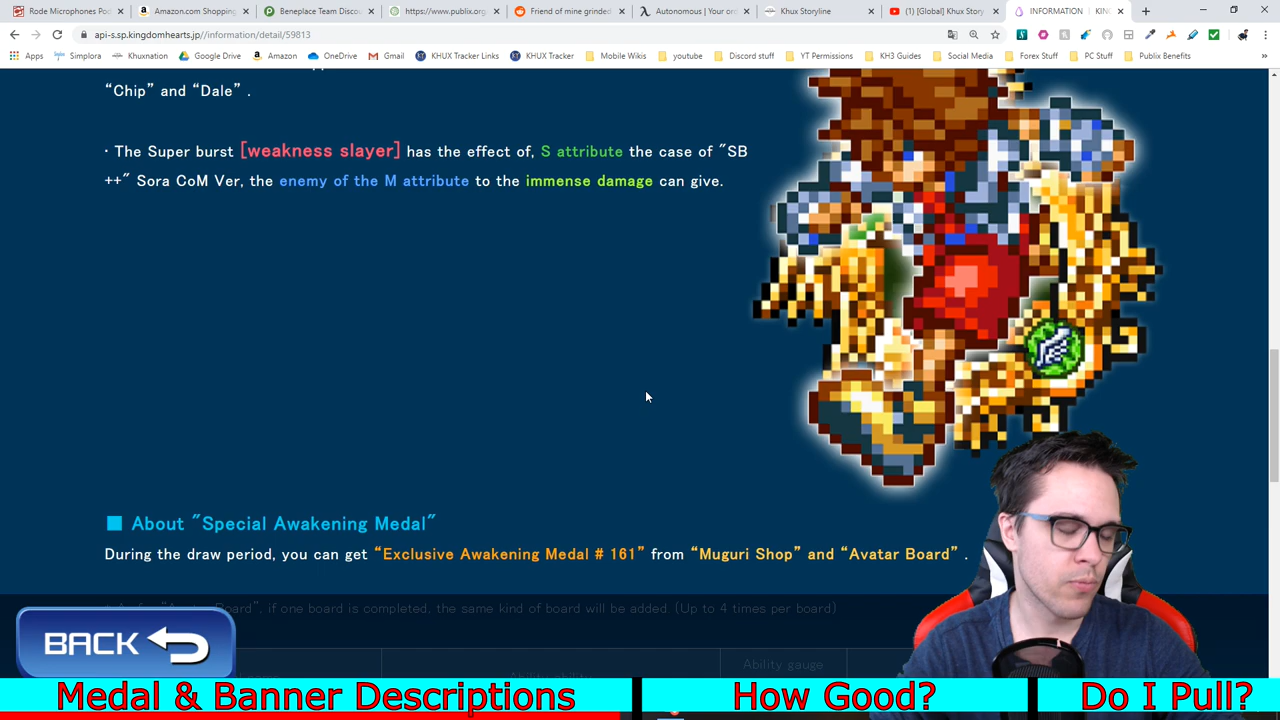 Rode Microphones Pod
Amazon.com Shopping
Beneplace Team Disco
https://www.publix.org
Friend of mine grinded
Autonomous | Your or
Khux Storyline
(1) [Global] Khux Story
INFORMATION | KIN
api-s.sp.kingdomhearts.jp//information/detail/59813
Apps
Simplora
Khuxnation
Google Drive
Amazon
OneDrive
Gmail
KHUX Tracker Links
KHUX Tracker
Mobile Wikis
youtube
Discord stuff
YT Permissions
KH3 Guides
Social Media
Forex Stuff
PC Stuff
Publix Benefits
“Chip” and “Dale” .
· The Super burst [weakness slayer] has the effect of, S attribute the case of "SB
++" Sora CoM Ver, the enemy of the M attribute to the immense damage can give.
■ About "Special Awakening Medal"
During the draw period, you can get “Exclusive Awakening Medal # 161” from “Muguri Shop” and “Avatar Board” .
Board”, if one board is completed, the same kind of board will be added (Up to 4 times per board)
Ability gauge
BACK
Medal & Banner Descriptions
How Good?
Do I Pull?